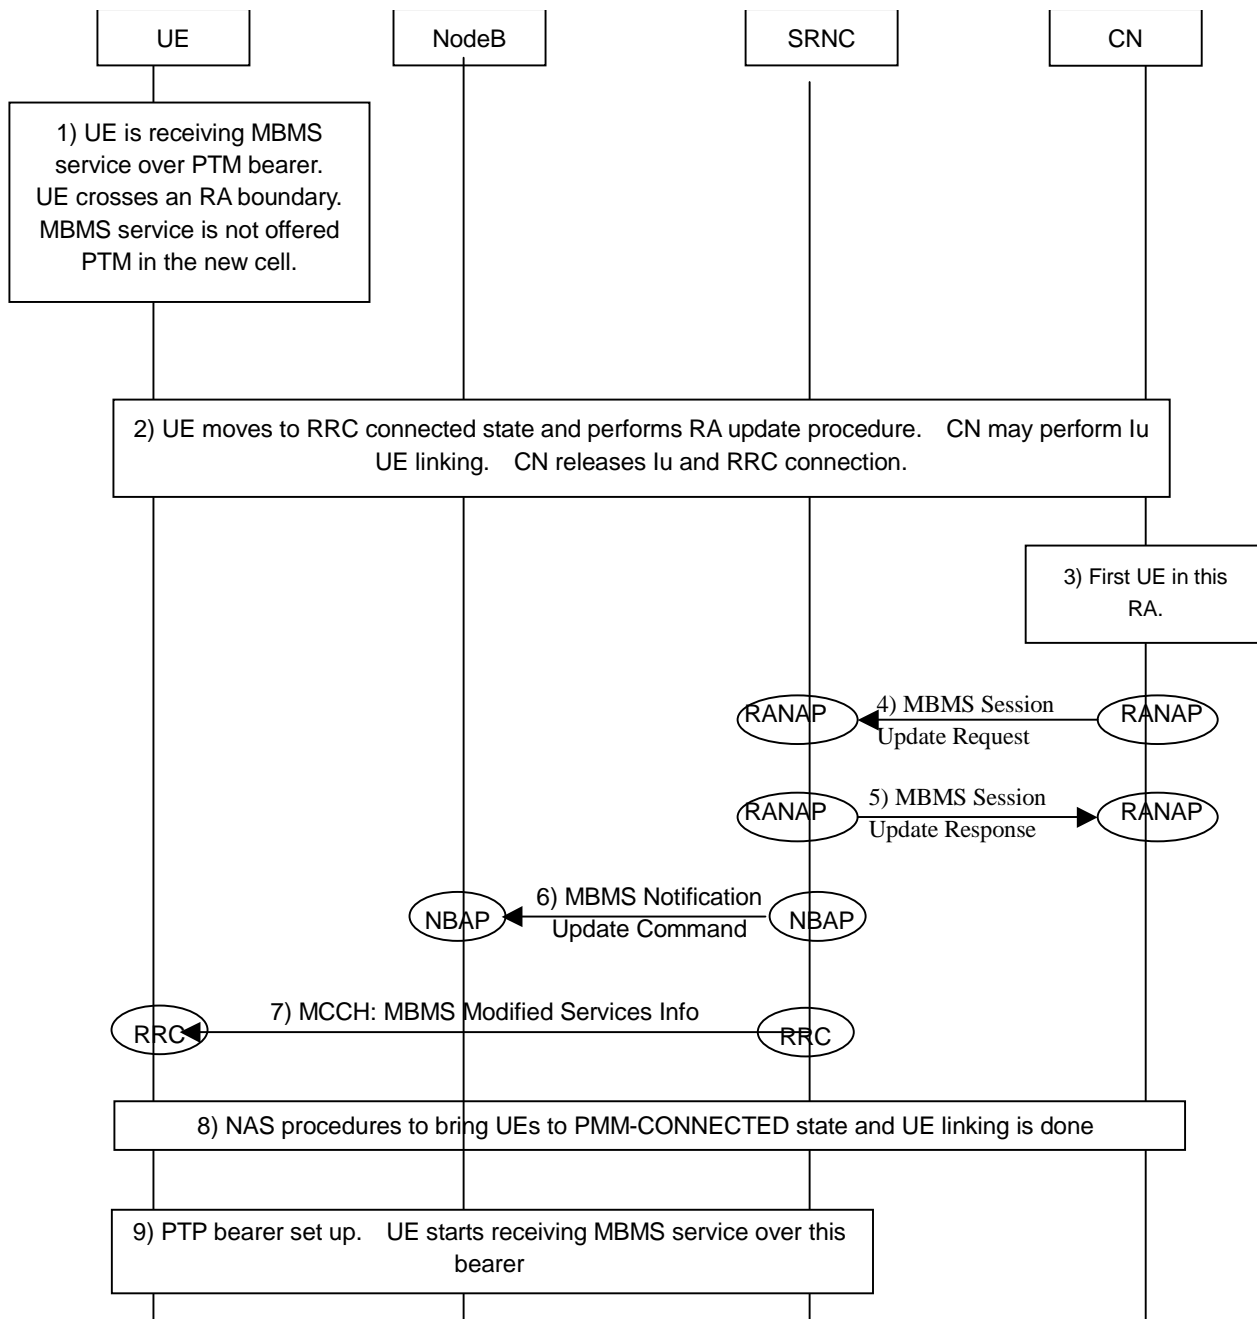 UE
NodeB
SRNC
CN
1) UE is receiving MBMS
service over PTM bearer.
UE crosses an RA boundary.
MBMS service is not offered
PTM in the new cell.
2) UE moves to RRC connected state and performs RA update procedure. CN may perform Iu
UE linking. CN releases Iu and RRC connection.
3) First UE in this
RA.
RANAP
4) MBMS Session
Update Request
RANAP
RANAP
5) MBMS Session
Update Response
RANAP
NBAP
6) MBMS Notification
Update Command
NBAP
RRC
7) MCCH: MBMS Modified Services Info
RRC
8) NAS procedures to bring UEs to PMM-CONNECTED state and UE linking is done
9) PTP bearer set up. UE starts receiving MBMS service over this
bearer